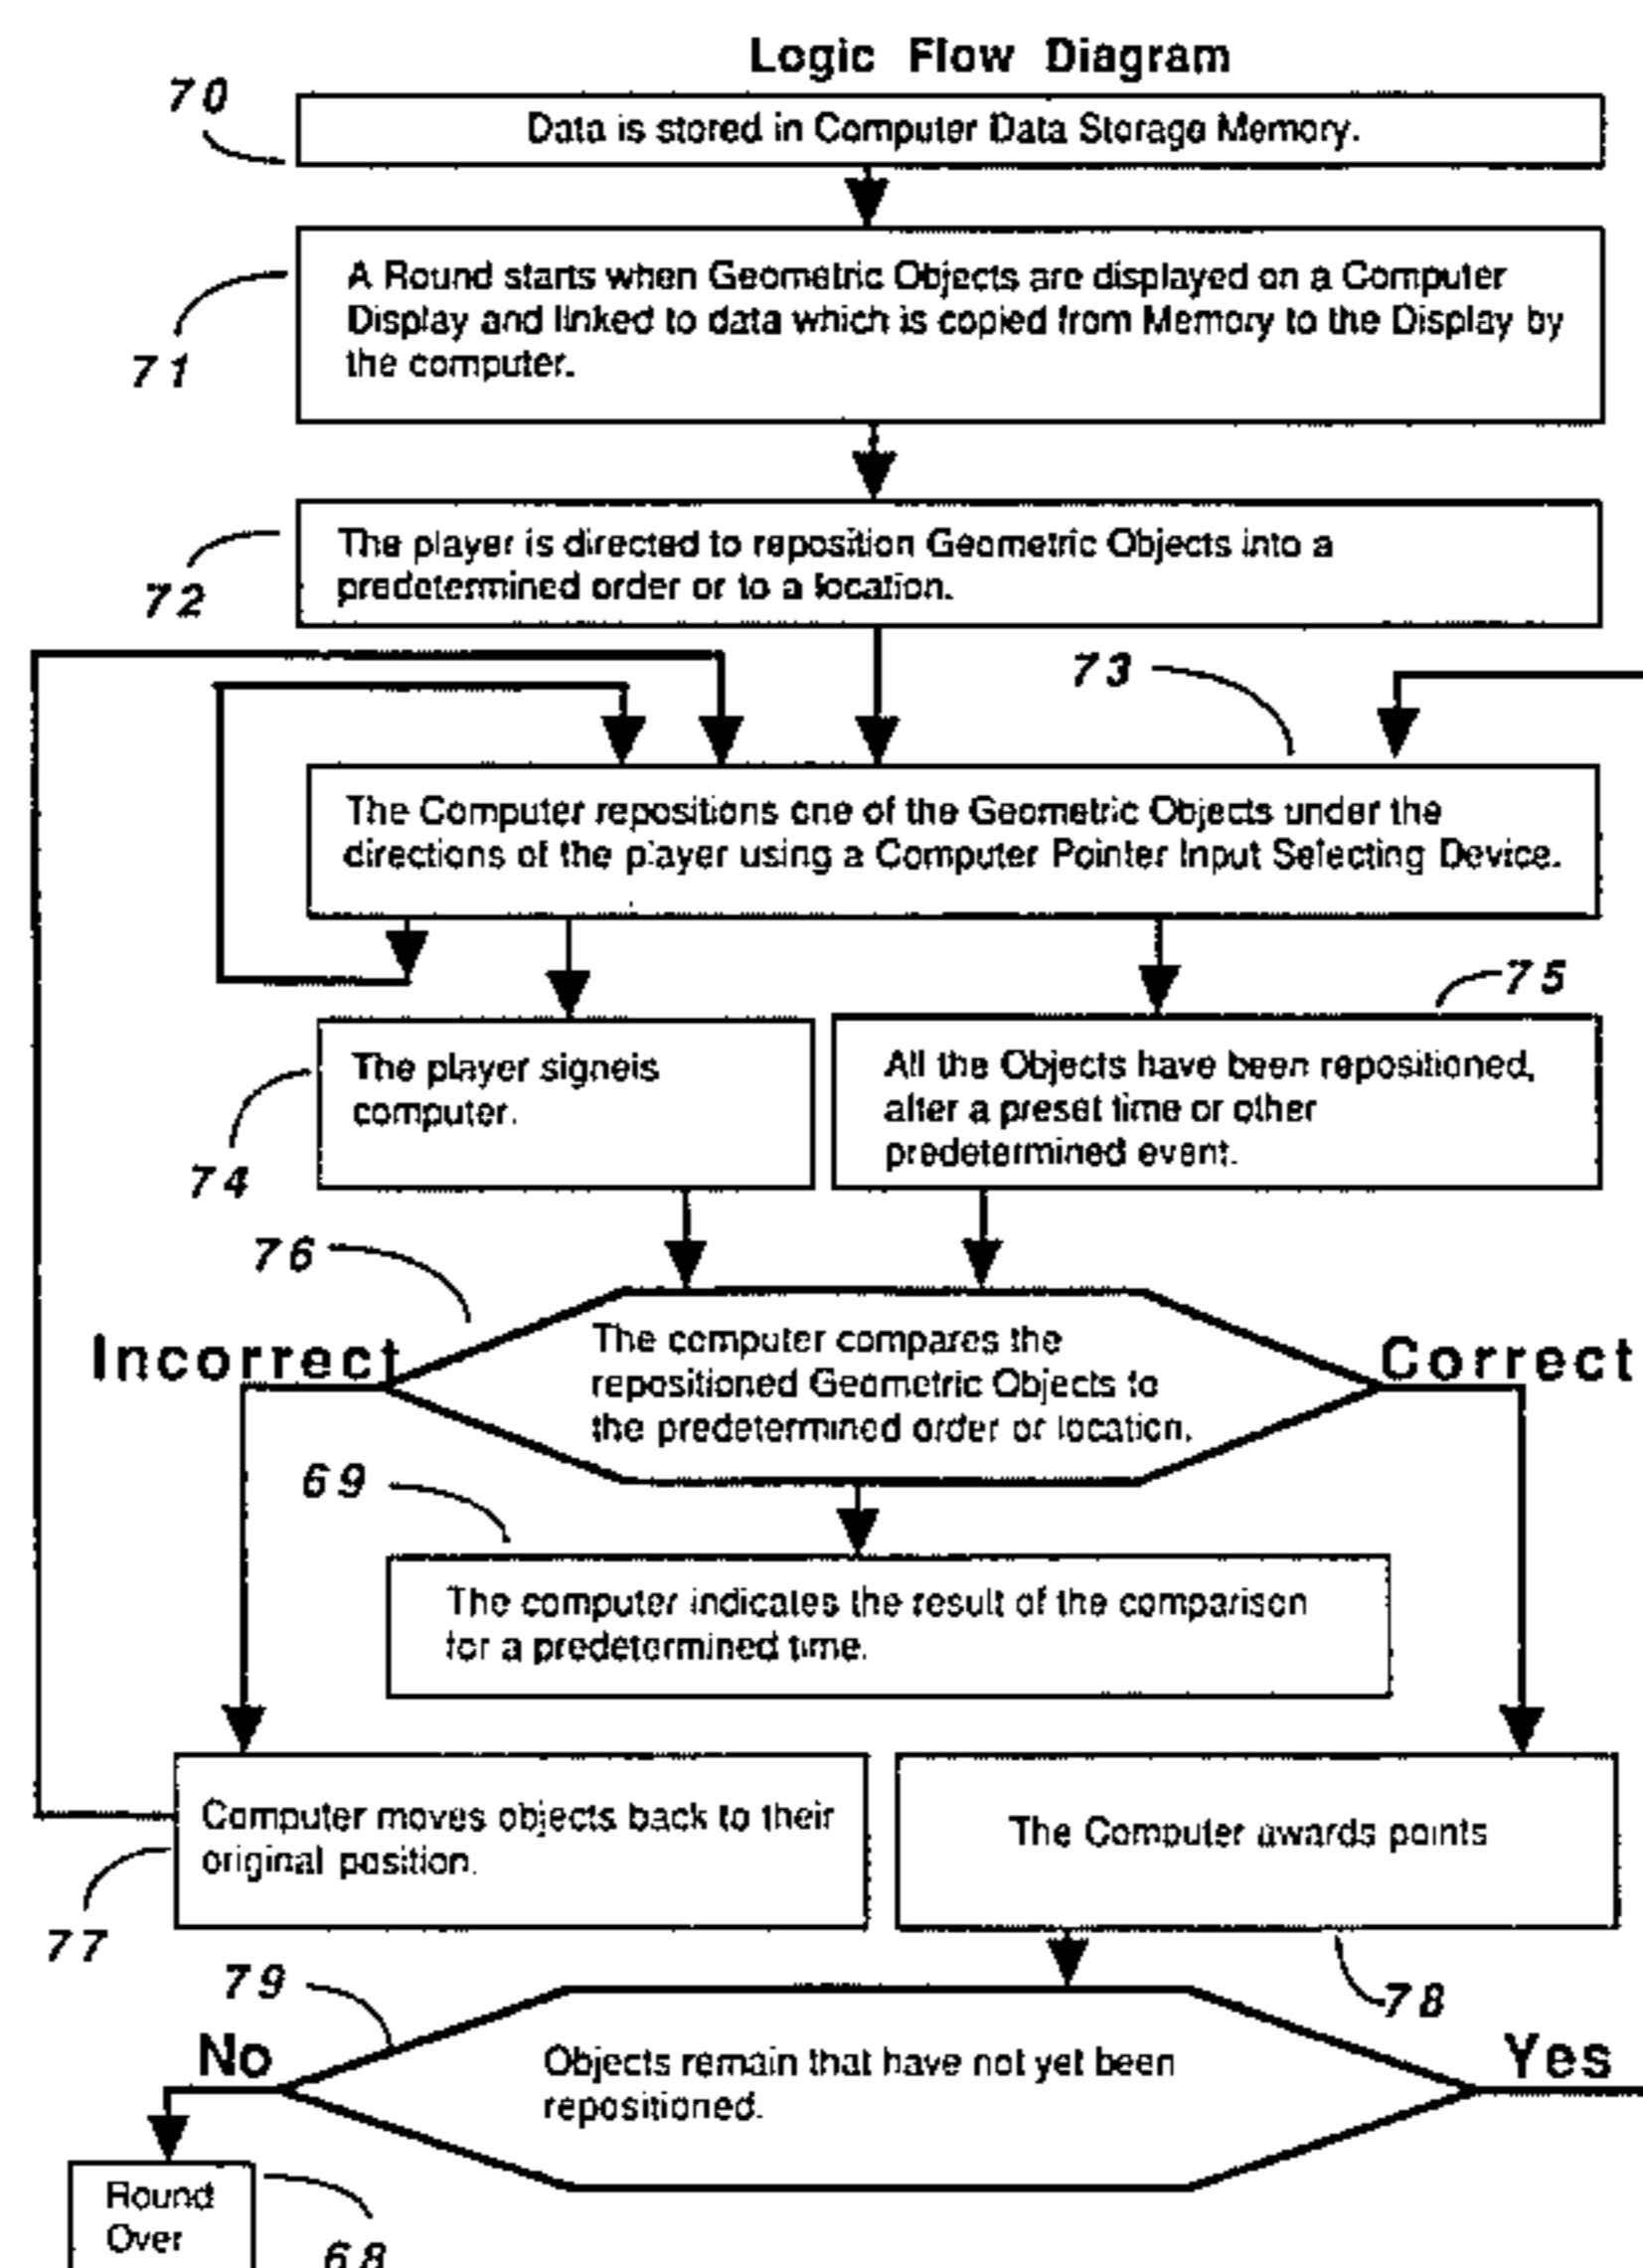 Logic Flow Diagram
70
Data is stored in Computer Data Storage Memory.
71
A Round starts when Geometric Objects are displayed on a Computer
Display and linked to data which is copied from Memory to the Display by
the computer.
72
The player is directed to reposition Geometric Objects into a
predetermined order or to a location.
73
The Computer repositions one of the Geometric Objects under the
directions of the player using a Computer Pointer Input Selecting Device.
74
The player signels
computer.
75
All the Objects have been repositioned,
after a preset time or other
predetermined event.
76
Incorrect
The computer compares the
repositioned Geometric Objects to
the predetermined order or location.
Correct
69
The computer indicates the result of the comparison
for a predetermined time.
77
Computer moves objects back to their
original position.
The Computer awards points
78
79
No
Objects remain that have not yet been
repositioned.
Yes
Round
Over
68